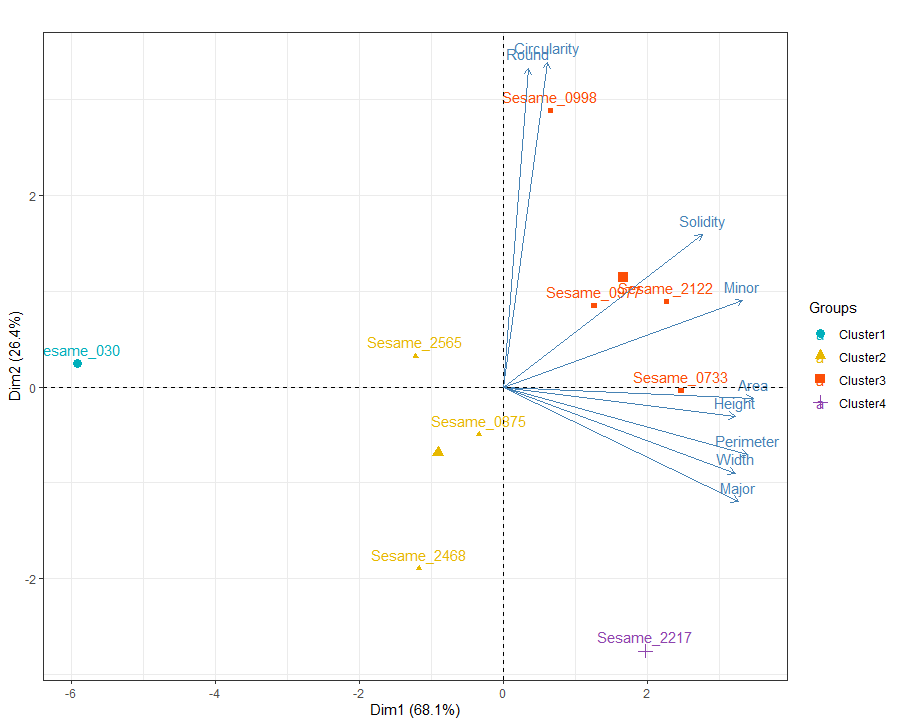 Circularity
Round
Sesame_0998
Solidity
Minor
Sesame_2122
Sesame_0977
Sesame_2565
esame_030
Sesame_0733
Area
Height
Sesame_0875
Perimeter
Width
Major
Sesame_2468
Sesame_2217
2
0
-2
-6
-4
-2
0
2
Dim1 (68.1%)
Dim2 (26.4%)
Groups
a Cluster1
a Cluster2
a Cluster3
a Cluster4